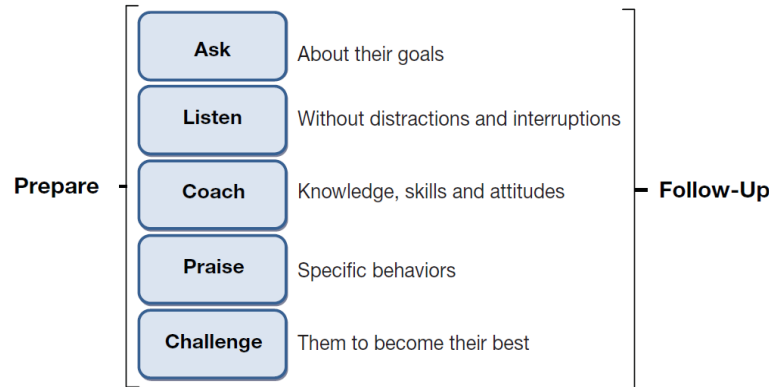 Ask
About their goals
Listen
Without distractions and interruptions
Prepare
Coach
Knowledge, skills and attitudes
Follow-Up
Praise
Specific behaviors
Challenge
Them to become their best